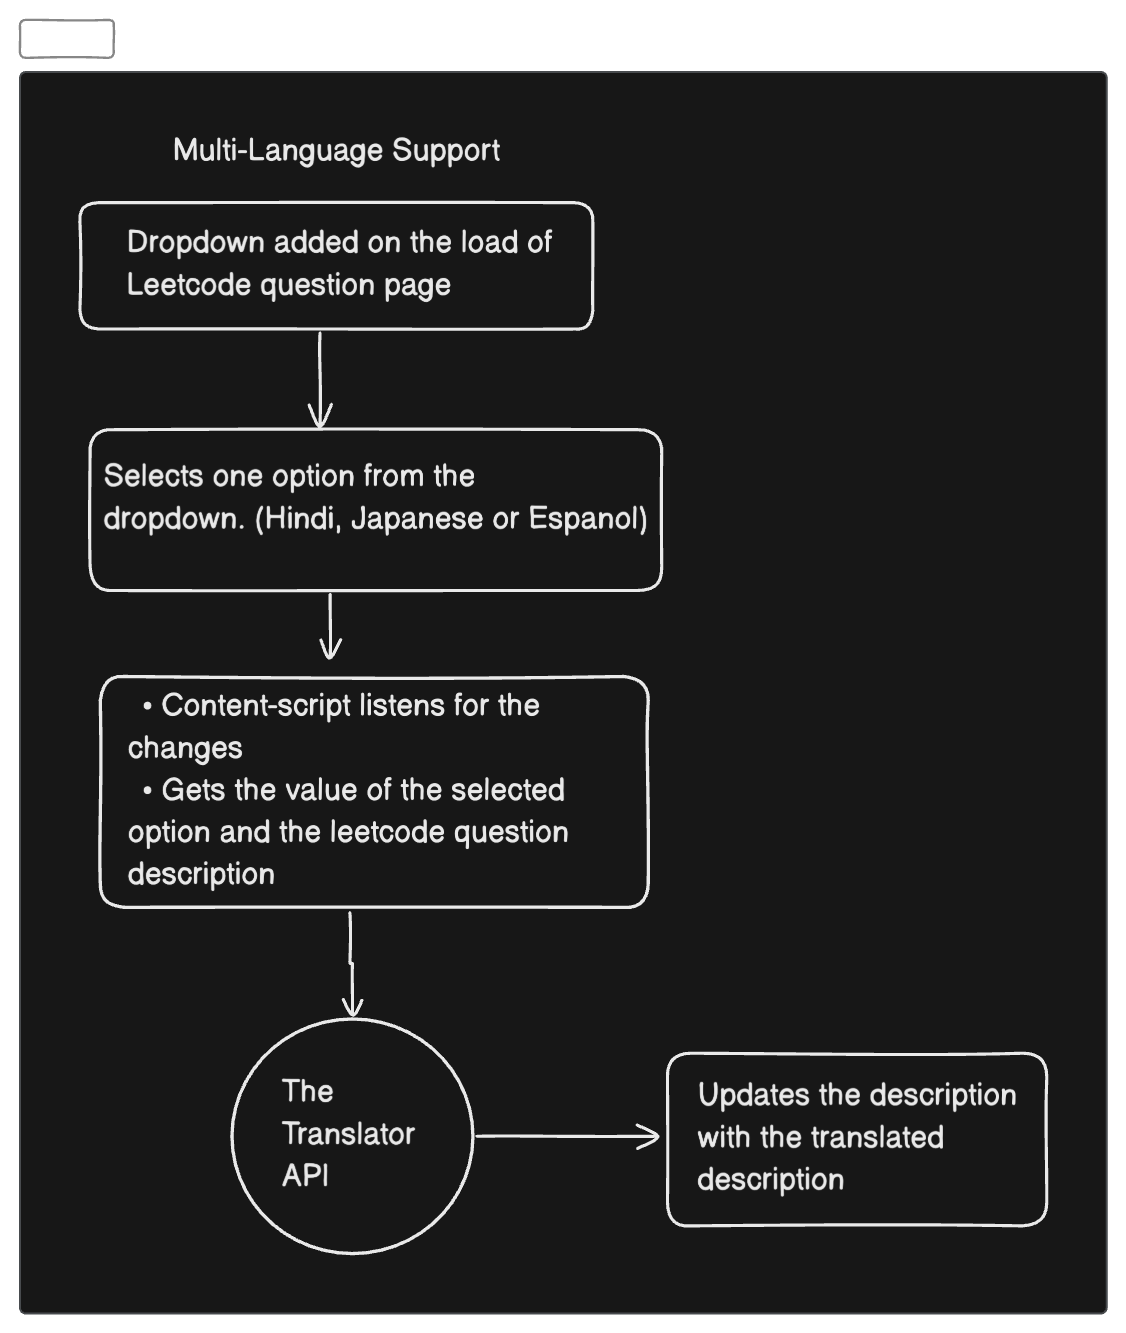 Multi-Language Support
Dropdown added on the load of
Leetcode question page
Selects one option from the
dropdown. (Hindi, Japanese or Espanol)
• Content-script listens for the
changes
• Gets the value of the selected
option and the leetcode question
description
The
Translator
API
Updates the description
with the translated
description